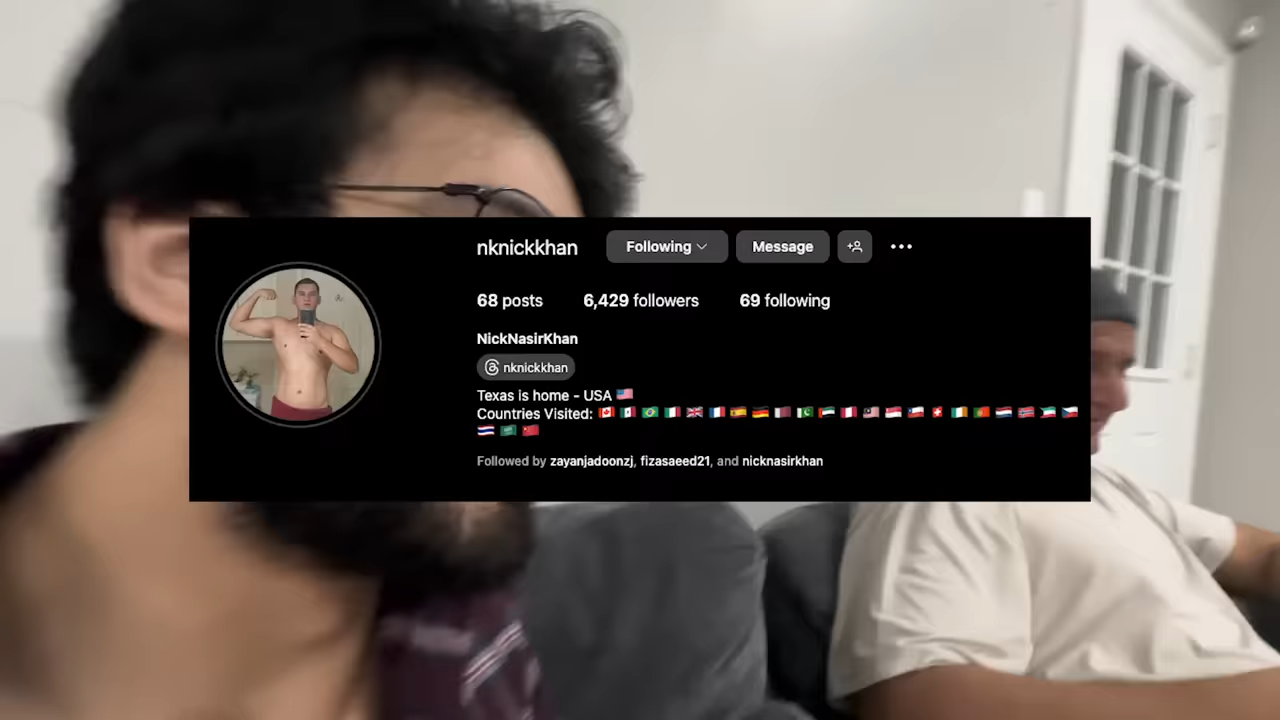 nknickkhan Following Message
68 posts 6,429 followers 69 following
NickNasirKhan
nknickkhan
Texas is home - USA 🇺🇸
Countries Visited: 🇨🇦 🇲🇽 🇧🇷 🇮🇹 🇬🇧 🇫🇷 🇪🇸 🇩🇪 🇶🇦 🇵🇰 🇦🇪 🇵🇪 🇲🇾 🇸🇬 🇨🇱 🇨🇭 🇮🇪 🇵🇹 🇳🇱 🇳🇴 🇰🇼 🇨🇿
🇹🇭 🇸🇦 🇨🇳
Followed by zayanjadoonzj, fizasaeed21, and nicknasirkhan